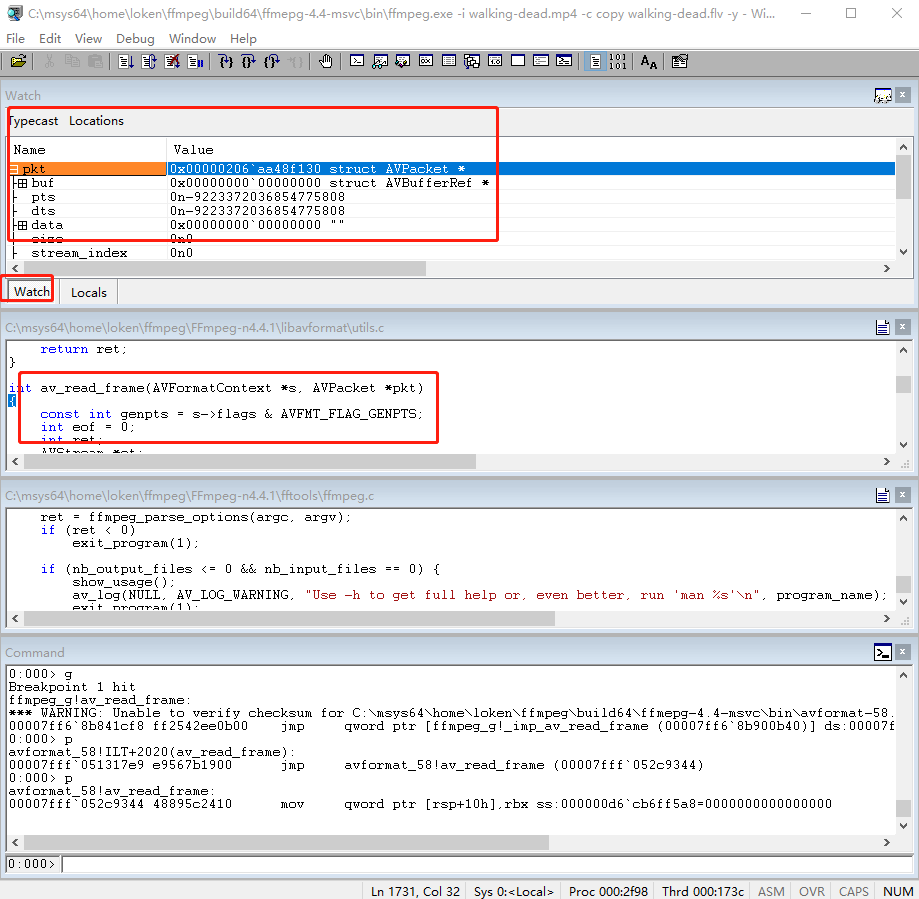 C:\msys64\home\loken\ffmpeg\build64\ffmepg-4.4-msvc\bin\ffmpeg.exe -i walking-dead.mp4 -c copy walking-dead.flv -y - Wi...
File Edit View Debug Window Help
Watch
Typecast Locations
Name Value
pkt 0x00000206`aa48f130 struct AVPacket *
buf 0x00000000`00000000 struct AVBufferRef *
pts 0n-9223372036854775808
dts 0n-9223372036854775808
data 0x00000000`00000000 ""
size 0n0
stream_index 0n0
Watch Locals
C:\msys64\home\loken\ffmpeg\FFmpeg-n4.4.1\libavformat\utils.c
return ret;
}
int av_read_frame(AVFormatContext *s, AVPacket *pkt)
{
const int genpts = s->flags & AVFMT_FLAG_GENPTS;
int eof = 0;
int ret;
AVStream *st;
C:\msys64\home\loken\ffmpeg\FFmpeg-n4.4.1\fftools\ffmpeg.c
ret = ffmpeg_parse_options(argc, argv);
if (ret < 0)
exit_program(1);
if (nb_output_files <= 0 && nb_input_files == 0) {
show_usage();
av_log(NULL, AV_LOG_WARNING, "Use -h to get full help or, even better, run 'man %s'\n", program_name);
exit_program(1);
Command
0:000> g
Breakpoint 1 hit
ffmpeg_g!av_read_frame:
*** WARNING: Unable to verify checksum for C:\msys64\home\loken\ffmpeg\build64\ffmepg-4.4-msvc\bin\avformat-58.
00007ff6`8b841cf8 ff2542ee0b00 jmp qword ptr [ffmpeg_g!_imp_av_read_frame (00007ff6`8b900b40)] ds:00007f
0:000> p
avformat_58!ILT+2020(av_read_frame):
00007fff`051317e9 e9567b1900 jmp avformat_58!av_read_frame (00007fff`052c9344)
0:000> p
avformat_58!av_read_frame:
00007fff`052c9344 48895c2410 mov qword ptr [rsp+10h],rbx ss:000000d6`cb6ff5a8=0000000000000000
0:000>
Ln 1731, Col 32 Sys 0:<Local> Proc 000:2f98 Thrd 000:173c ASM OVR CAPS NUM